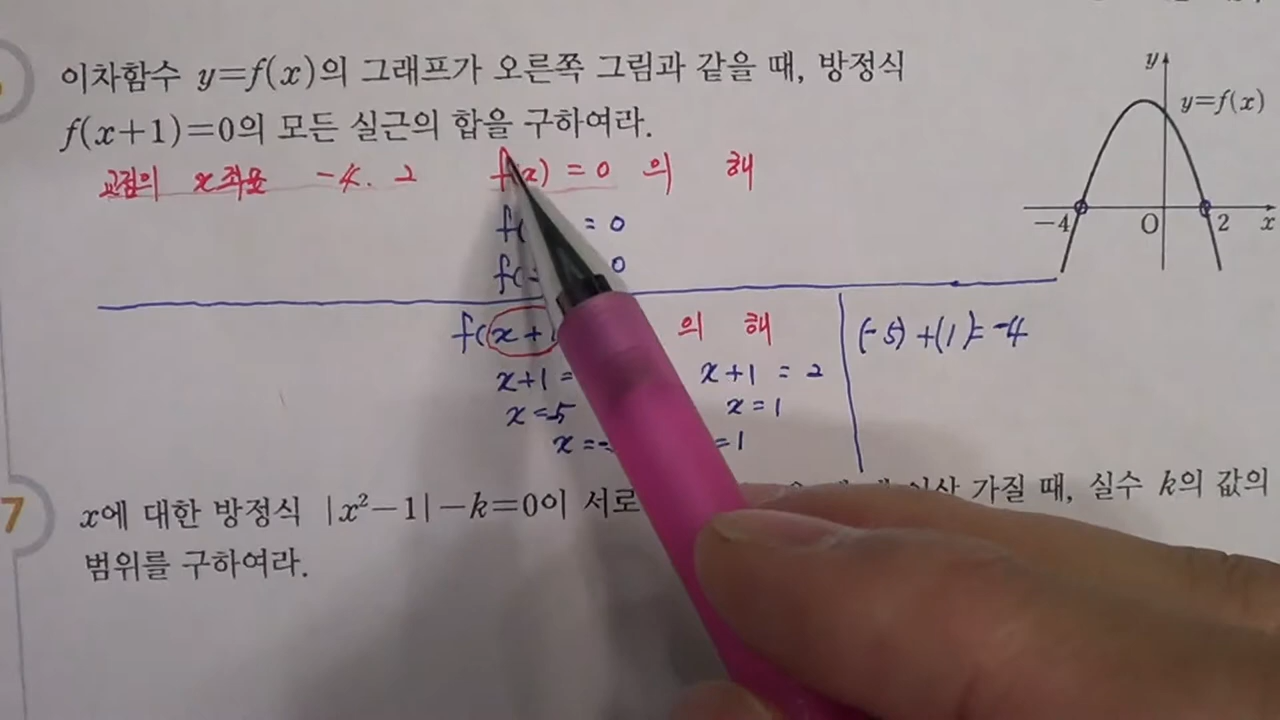 이차함수 y=f(x)의 그래프가 오른쪽 그림과 같을 때, 방정식
f(x+1)=0의 모든 실근의 합을 구하여라.
교점의 x좌표 -4. 2 f(x) = 0 의 해
f( = 0
f( 0
f(x+1 의 해
x+1 = x+1 = 2
x=-5 x=1
x=- =1
(-5)+(1)=-4
y
y=f(x)
-4 O 2 x
7 x에 대한 방정식 |x²-1|-k=0이 서로 이상 가질 때, 실수 k의 값의
범위를 구하여라.